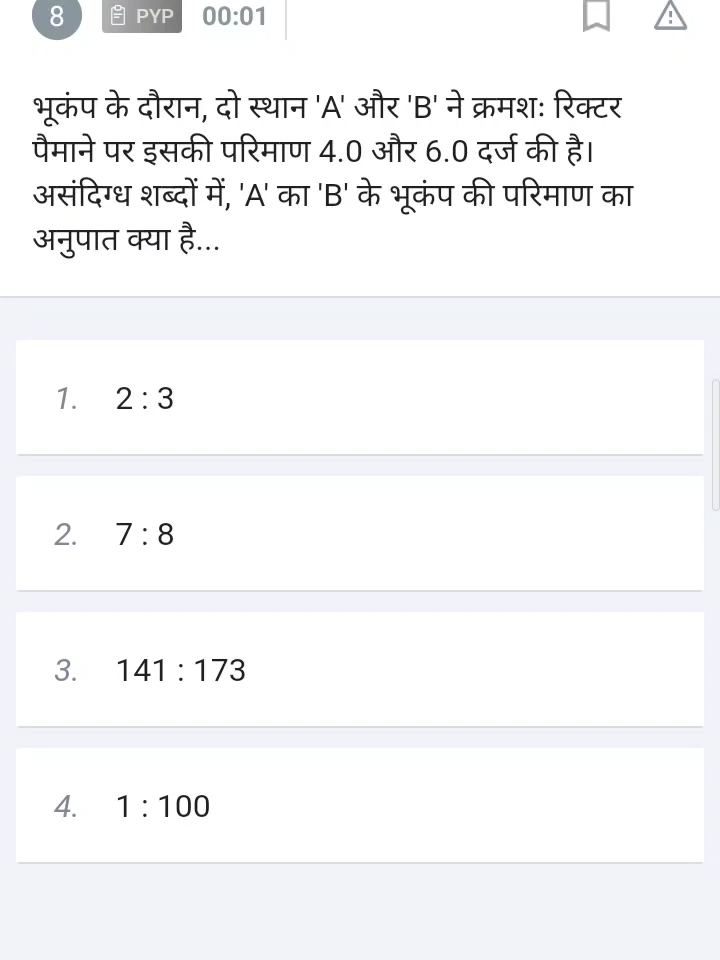 8 PYP 00:01
भूकंप के दौरान, दो स्थान 'A' और 'B' ने क्रमशः रिक्टर
पैमाने पर इसकी परिमाण 4.0 और 6.0 दर्ज की है।
असंदिग्ध शब्दों में, 'A' का 'B' के भूकंप की परिमाण का
अनुपात क्या है...
1. 2 : 3
2. 7 : 8
3. 141 : 173
4. 1 : 100